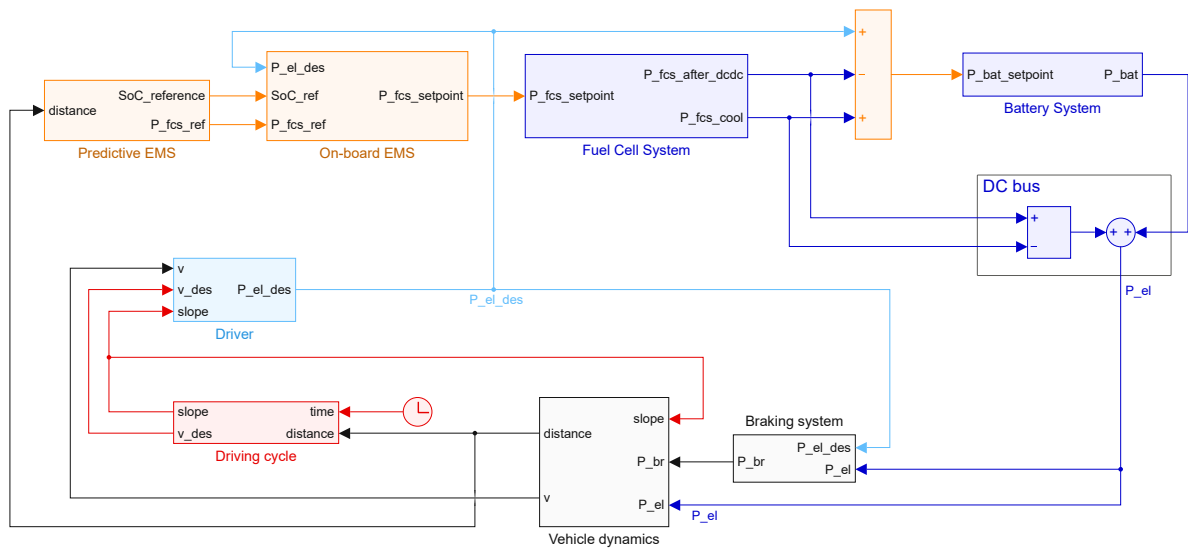 P_el_des
SoC_ref
P_fcs_ref
P_fcs_setpoint
On-board EMS
distance
SoC_reference
P_fcs_ref
Predictive EMS
P_fcs_setpoint
P_fcs_after_dcdc
P_fcs_cool
Fuel Cell System
+
−
+
P_bat_setpoint
P_bat
Battery System
DC bus
+
−
+ +
P_el
v
v_des
slope
P_el_des
Driver
P_el_des
slope
v_des
time
distance
Driving cycle
distance
v
slope
P_br
P_el
Vehicle dynamics
Braking system
P_br
P_el_des
P_el
P_el